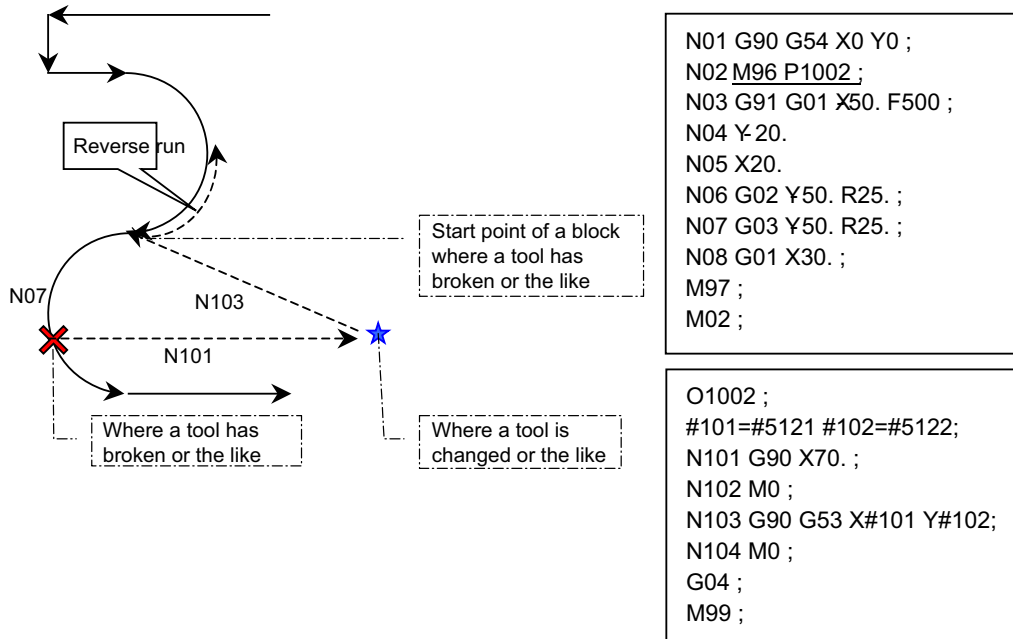 Reverse run
Start point of a block
where a tool has
broken or the like
N07
N103
N101
Where a tool has
broken or the like
Where a tool is
changed or the like
N01 G90 G54 X0 Y0 ;
N02 M96 P1002 ;
N03 G91 G01 X-50. F500 ;
N04 Y-20.
N05 X20.
N06 G02 Y-50. R25. ;
N07 G03 Y-50. R25. ;
N08 G01 X30. ;
M97 ;
M02 ;
O1002 ;
#101=#5121 #102=#5122;
N101 G90 X70. ;
N102 M0 ;
N103 G90 G53 X#101 Y#102;
N104 M0 ;
G04 ;
M99 ;